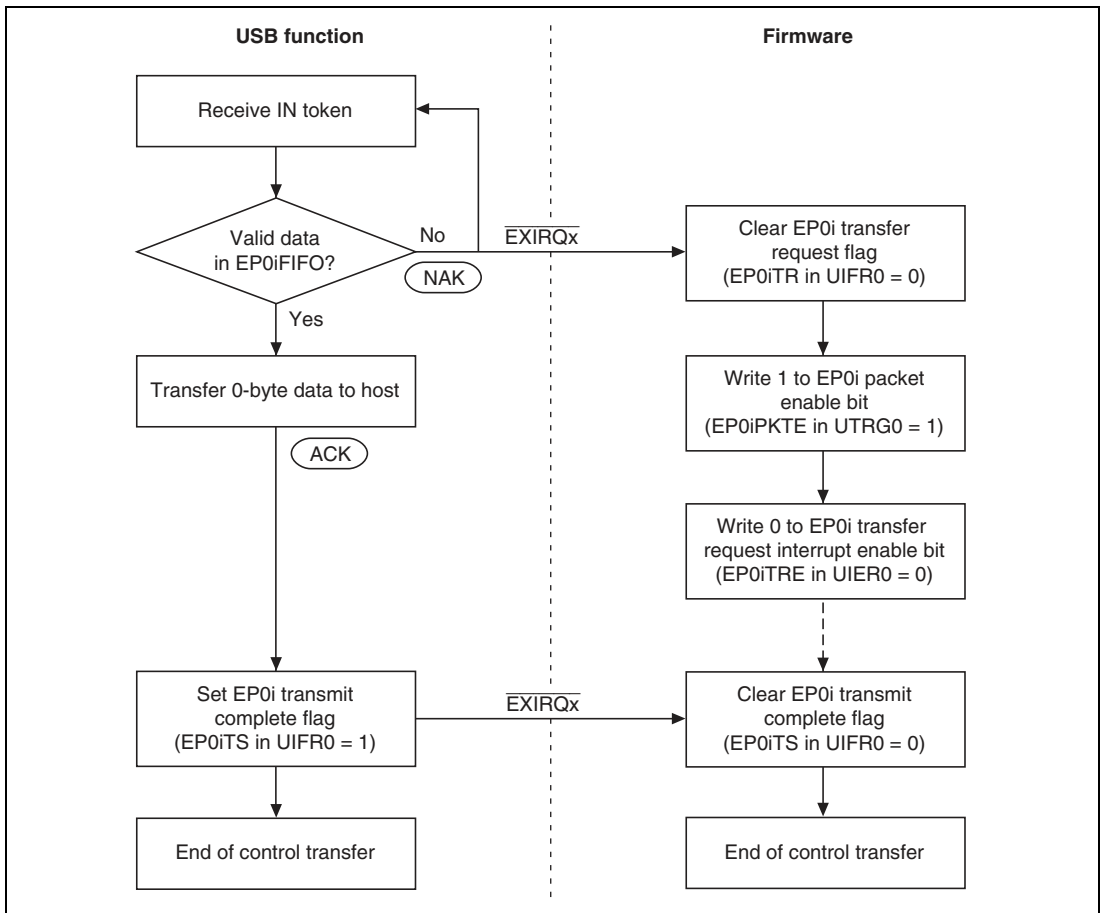 USB function
Firmware
Receive IN token
Valid data
in EP0iFIFO?
No
NAK
EXIRQx
Clear EP0i transfer
request flag
(EP0iTR in UIFR0 = 0)
Yes
Transfer 0-byte data to host
ACK
Write 1 to EP0i packet
enable bit
(EP0iPKTE in UTRG0 = 1)
Write 0 to EP0i transfer
request interrupt enable bit
(EP0iTRE in UIER0 = 0)
Set EP0i transmit
complete flag
(EP0iTS in UIFR0 = 1)
EXIRQx
Clear EP0i transmit
complete flag
(EP0iTS in UIFR0 = 0)
End of control transfer
End of control transfer